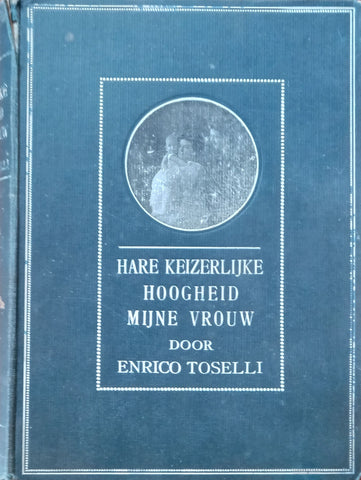 HARE KEIZERLIJKE
HOOGHEID
MIJNE VROUW
DOOR
ENRICO TOSELLI